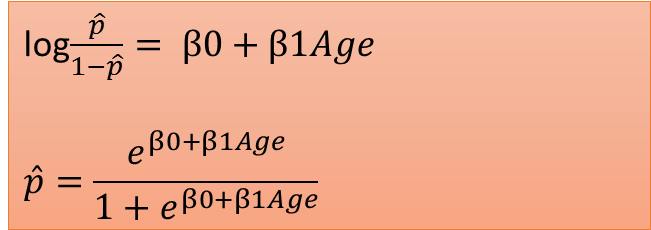 log p̂/1−p̂ = β0 + β1Age
p̂ = e^β0+β1Age/1 + e^β0+β1Age